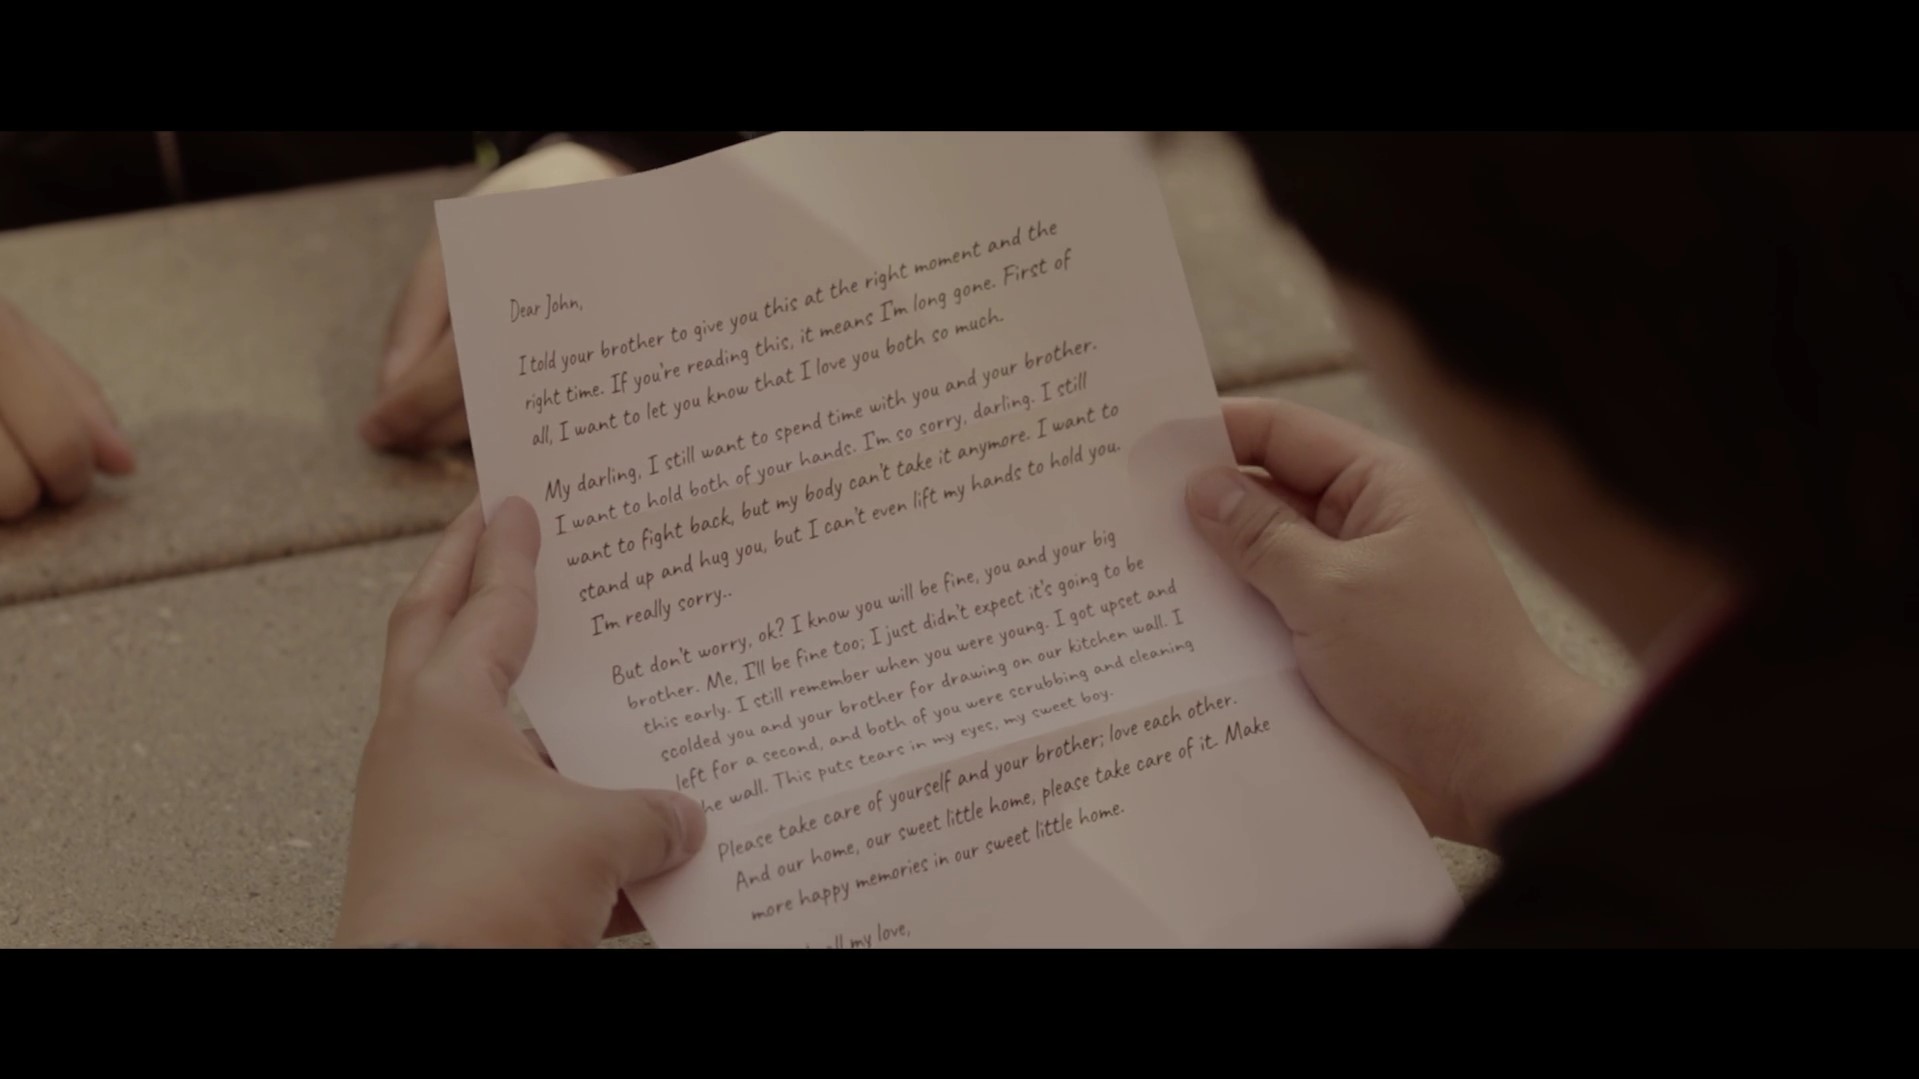 Dear John,
I told your brother to give you this at the right moment and the
right time. If you're reading this, it means I'm long gone. First of
all, I want to let you know that I love you both so much.
My darling, I still want to spend time with you and your brother.
I want to hold both of your hands. I'm so sorry, darling. I still
want to fight back, but my body can't take it anymore. I want to
stand up and hug you, but I can't even lift my hands to hold you.
I'm really sorry..
But don't worry, ok? I know you will be fine, you and your big
brother. Me, I'll be fine too; I just didn't expect it's going to be
this early. I still remember when you were young. I got upset and
scolded you and your brother for drawing on our kitchen wall. I
left for a second, and both of you were scrubbing and cleaning
he wall. This puts tears in my eyes, my sweet boy.
Please take care of yourself and your brother; love each other.
And our home, our sweet little home, please take care of it. Make
more happy memories in our sweet little home.
all my love,